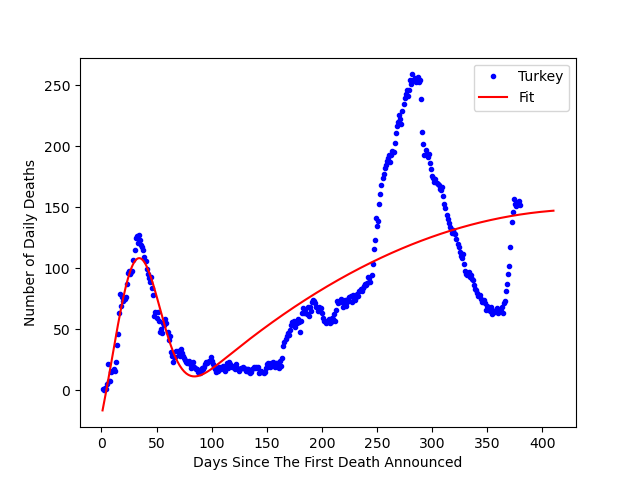 Turkey
Fit
Number of Daily Deaths
250
200
150
100
50
0
0 50 100 150 200 250 300 350 400
Days Since The First Death Announced